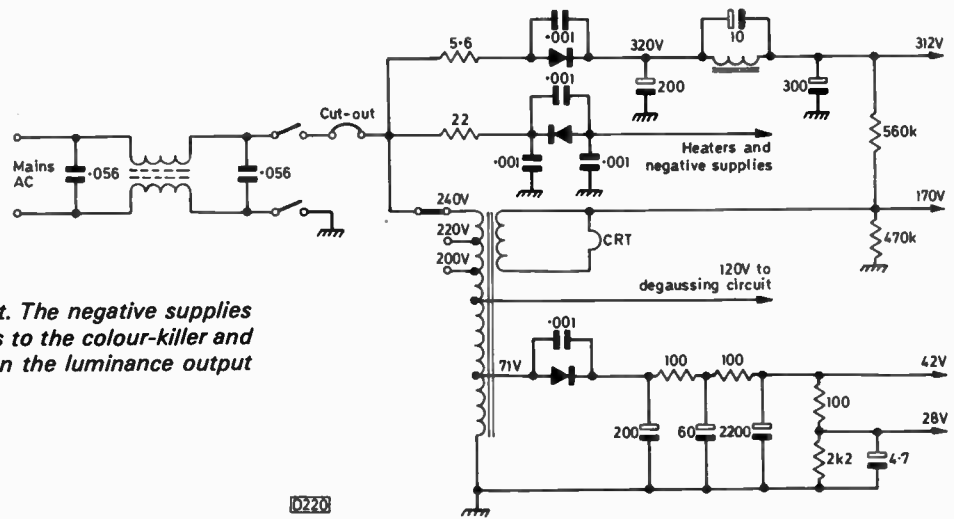 ·001
5·6
320V
10
312V
200
300
·001
Cut-out
22
560k
Mains
AC
·056
·056
·001
·001
Heaters and
negative supplies
240V
170V
220V
CRT
470k
200V
120V to
degaussing circuit
t. The negative supplies
s to the colour-killer and
n the luminance output
·001
71V
100
100
42V
100
28V
200
60
2200
2k2
4·7
D220